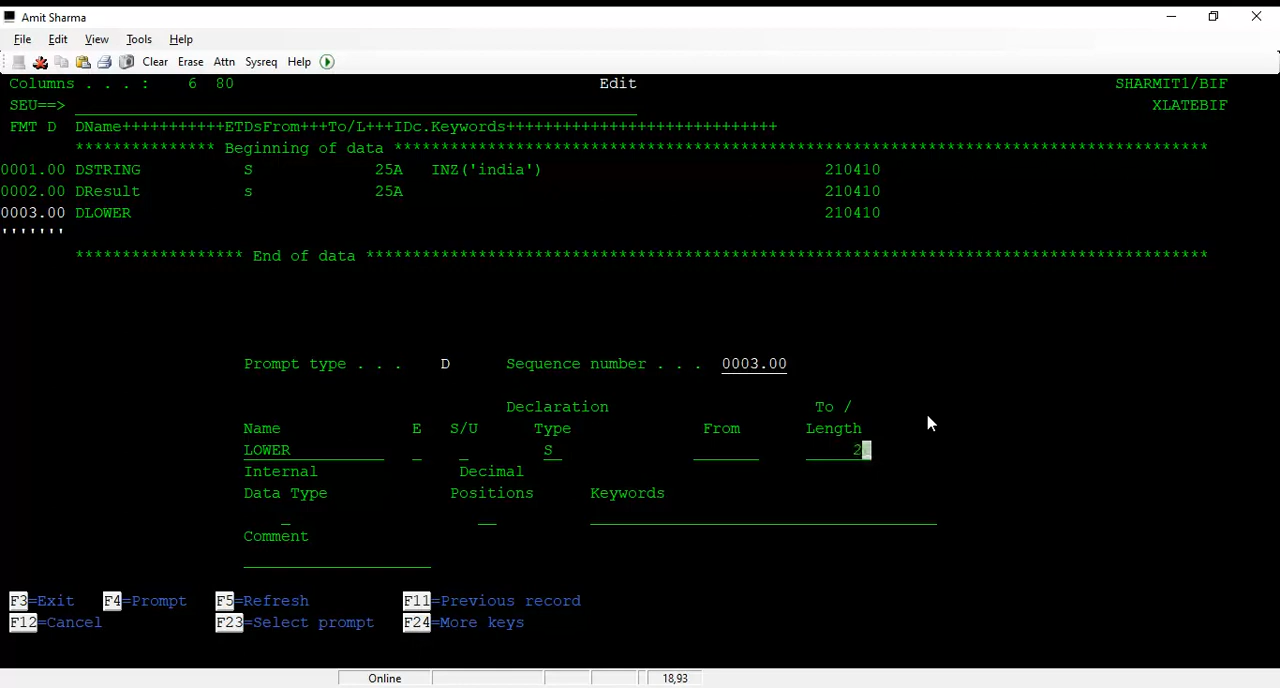 Amit Sharma
File Edit View Tools Help
Clear Erase Attn Sysreq Help
Columns . . . : 6 80 Edit SHARMIT1/BIF
SEU==> XLATEBIF
FMT D DName+++++++++++ETDsFrom+++To/L+++IDc.Keywords+++++++++++++++++++++++++++++
*************** Beginning of data ****************************************************************************************
0001.00 DSTRING S 25A INZ('india') 210410
0002.00 DResult s 25A 210410
0003.00 DLOWER 210410
'''''''
****************** End of data *******************************************************************************************
Prompt type . . . D Sequence number . . . 0003.00
Declaration To /
Name E S/U Type From Length
LOWER S 2
Internal Decimal
Data Type Positions Keywords
Comment
F3=Exit F4=Prompt F5=Refresh F11=Previous record
F12=Cancel F23=Select prompt F24=More keys
Online 18,93